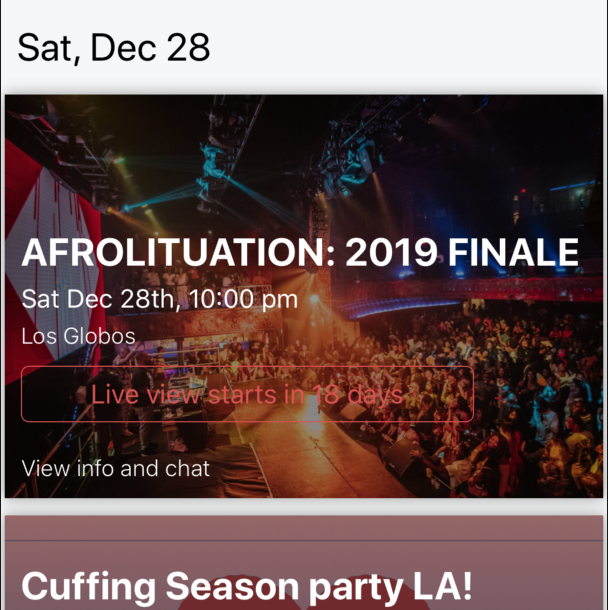 Sat, Dec 28
AFROLITUATION: 2019 FINALE
Sat Dec 28th, 10:00 pm
Los Globos
Live view starts in 18 days
View info and chat
Cuffing Season party LA!